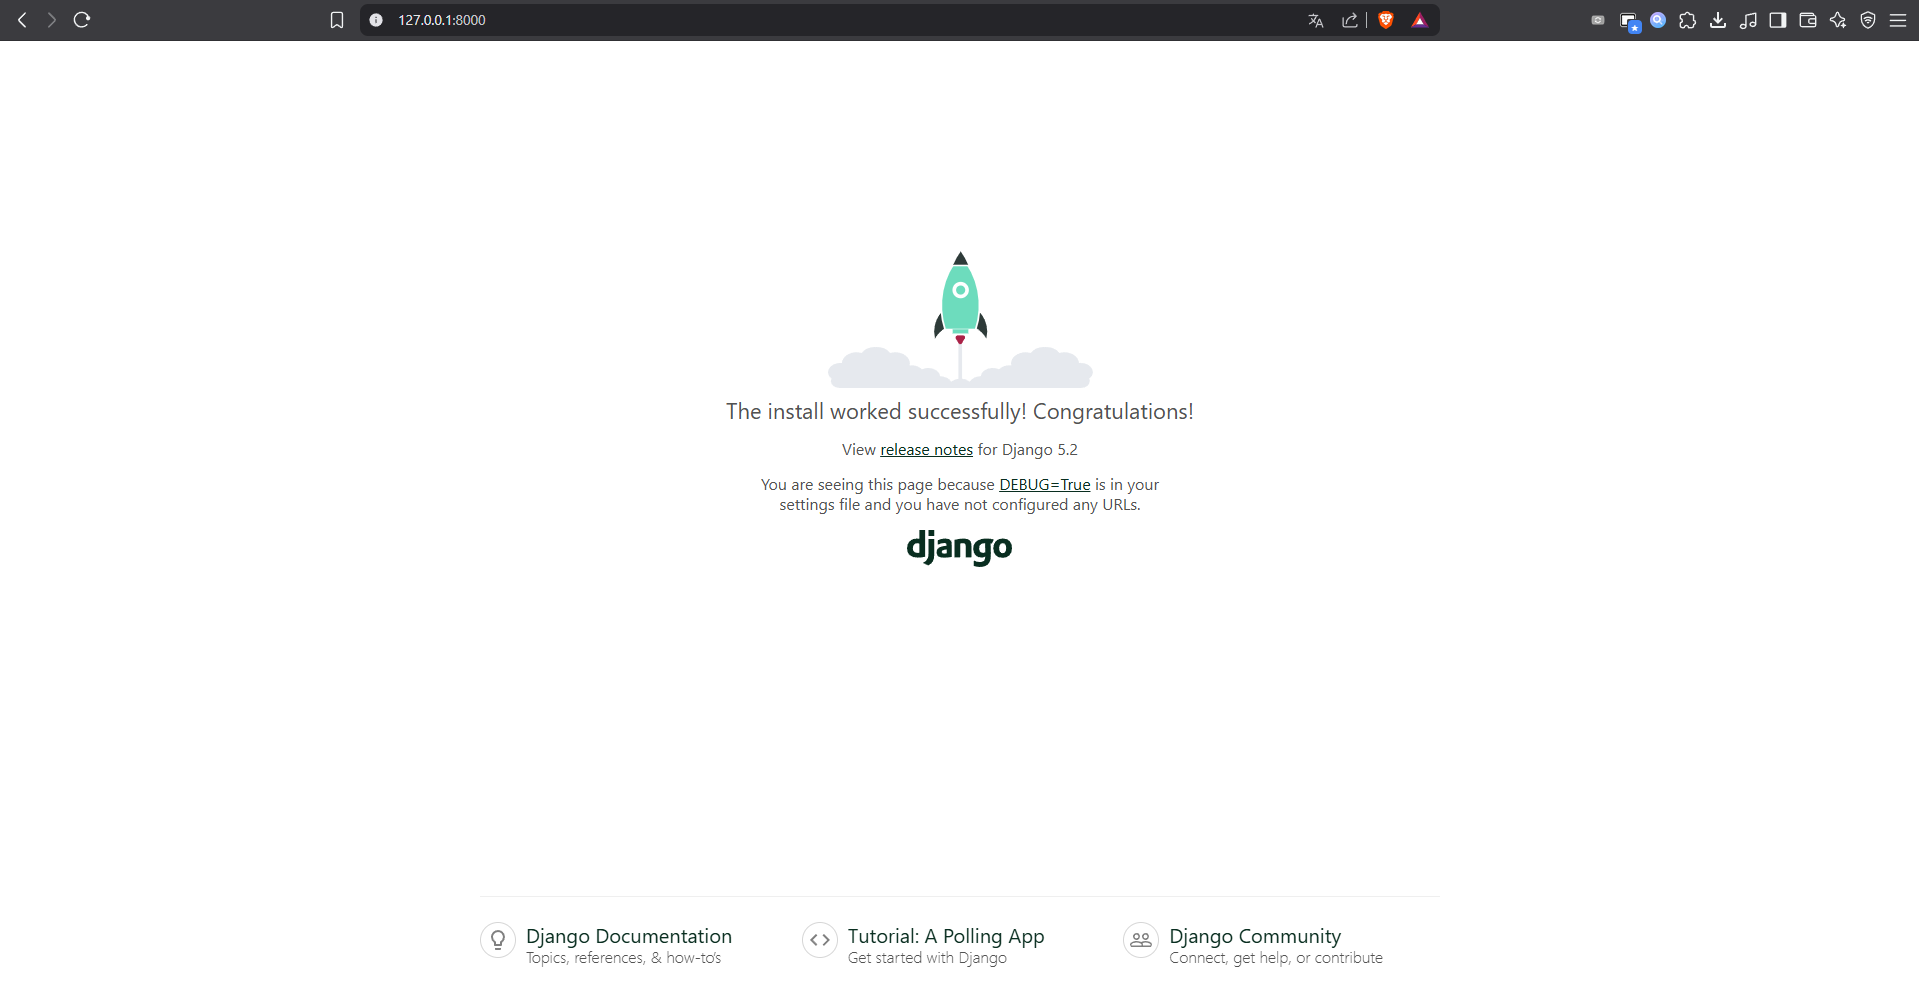 127.0.0.1:8000
The install worked successfully! Congratulations!
View release notes for Django 5.2
You are seeing this page because DEBUG=True is in your
settings file and you have not configured any URLs.
django
Django Documentation
Topics, references, & how-to’s
Tutorial: A Polling App
Get started with Django
Django Community
Connect, get help, or contribute